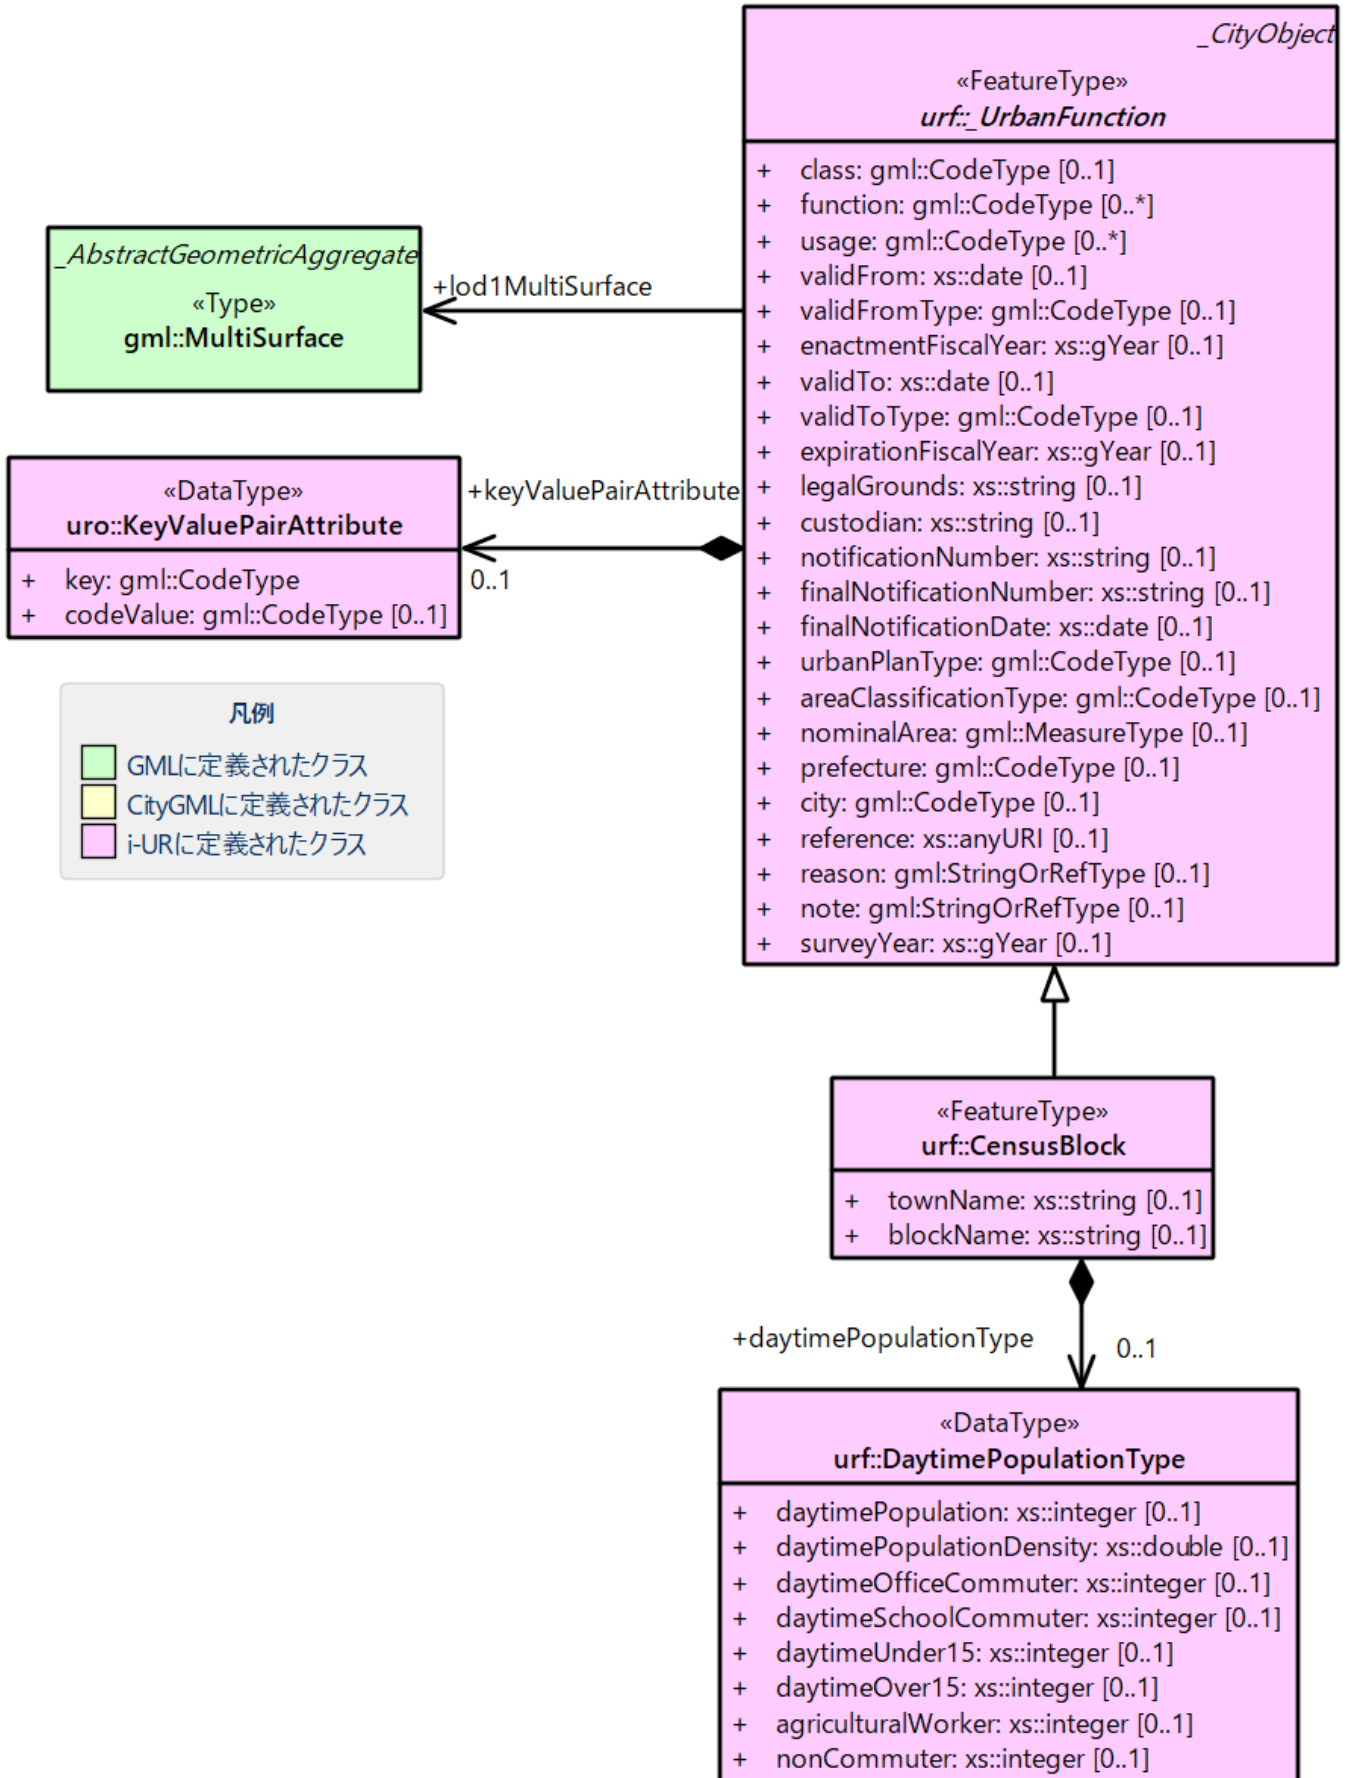 _CityObject
«FeatureType»
urf::_UrbanFunction
+ class: gml::CodeType [0..1]
+ function: gml::CodeType [0..*]
+ usage: gml::CodeType [0..*]
+ validFrom: xs::date [0..1]
+ validFromType: gml::CodeType [0..1]
+ enactmentFiscalYear: xs::gYear [0..1]
+ validTo: xs::date [0..1]
+ validToType: gml::CodeType [0..1]
+ expirationFiscalYear: xs::gYear [0..1]
+ legalGrounds: xs::string [0..1]
+ custodian: xs::string [0..1]
+ notificationNumber: xs::string [0..1]
+ finalNotificationNumber: xs::string [0..1]
+ finalNotificationDate: xs::date [0..1]
+ urbanPlanType: gml::CodeType [0..1]
+ areaClassificationType: gml::CodeType [0..1]
+ nominalArea: gml::MeasureType [0..1]
+ prefecture: gml::CodeType [0..1]
+ city: gml::CodeType [0..1]
+ reference: xs::anyURI [0..1]
+ reason: gml:StringOrRefType [0..1]
+ note: gml:StringOrRefType [0..1]
+ surveyYear: xs::gYear [0..1]
_AbstractGeometricAggregate
«Type»
gml::MultiSurface
+lod1MultiSurface
«DataType»
uro::KeyValuePairAttribute
+ key: gml::CodeType
+ codeValue: gml::CodeType [0..1]
+keyValuePairAttribute
0..1
凡例
GMLに定義されたクラス
CityGMLに定義されたクラス
i-URに定義されたクラス
«FeatureType»
urf::CensusBlock
+ townName: xs::string [0..1]
+ blockName: xs::string [0..1]
+daytimePopulationType
0..1
«DataType»
urf::DaytimePopulationType
+ daytimePopulation: xs::integer [0..1]
+ daytimePopulationDensity: xs::double [0..1]
+ daytimeOfficeCommuter: xs::integer [0..1]
+ daytimeSchoolCommuter: xs::integer [0..1]
+ daytimeUnder15: xs::integer [0..1]
+ daytimeOver15: xs::integer [0..1]
+ agriculturalWorker: xs::integer [0..1]
+ nonCommuter: xs::integer [0..1]